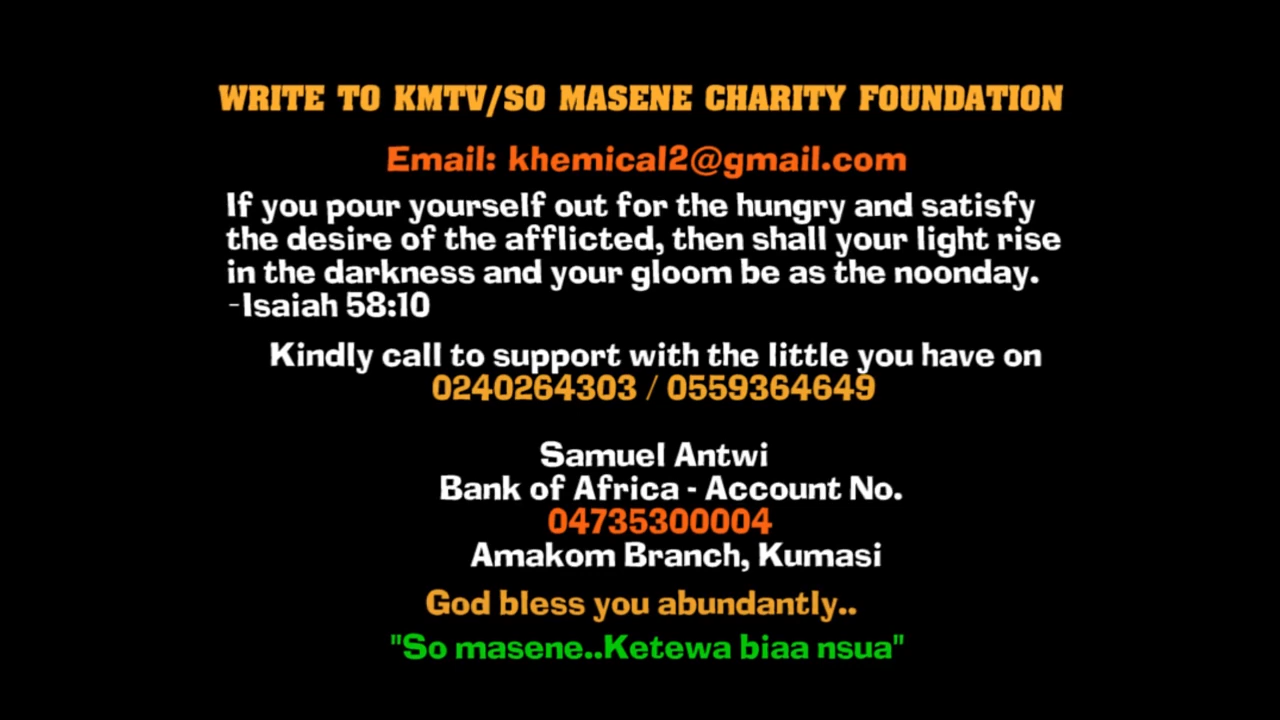 WRITE TO KMTV/SO MASENE CHARITY FOUNDATION
Email: khemical2@gmail.com
If you pour yourself out for the hungry and satisfy
the desire of the afflicted, then shall your light rise
in the darkness and your gloom be as the noonday.
-Isaiah 58:10
Kindly call to support with the little you have on
0240264303 / 0559364649
Samuel Antwi
Bank of Africa - Account No.
04735300004
Amakom Branch, Kumasi
God bless you abundantly..
"So masene..Ketewa biaa nsua"